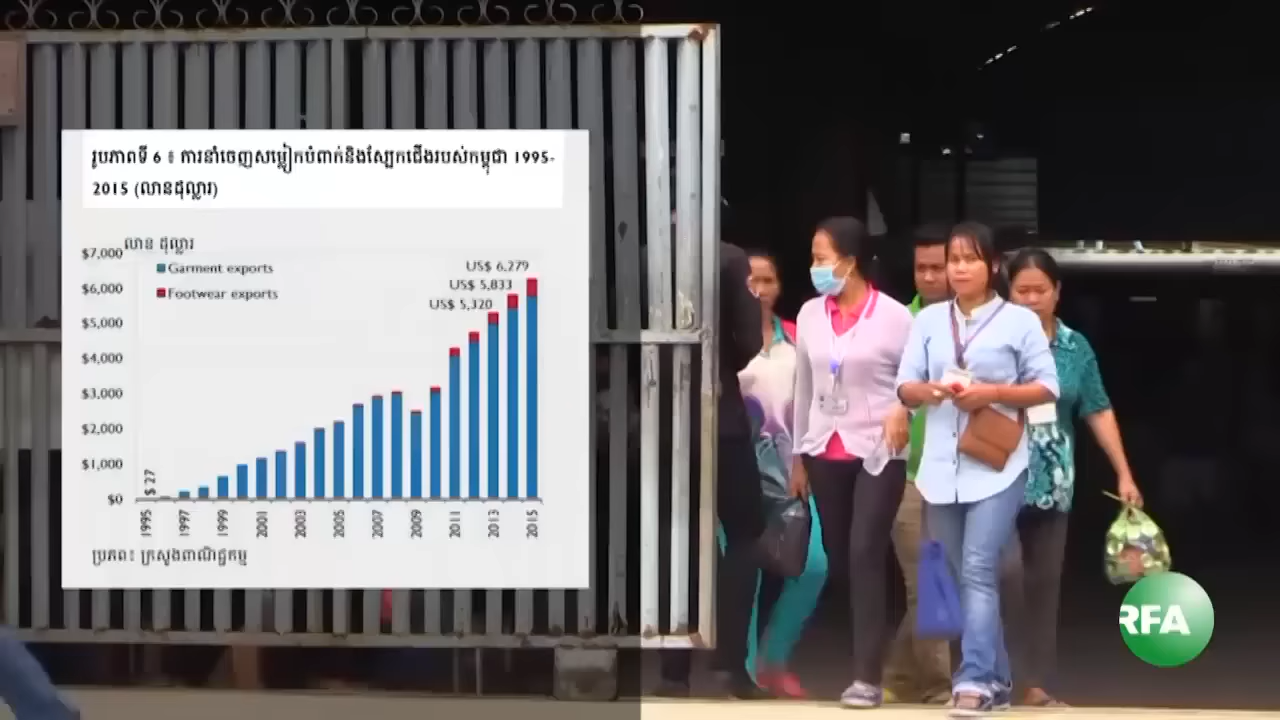 រូបភាពទី 6 ៖ ការនាំចេញសម្លៀកបំពាក់និងស្បែកជើងរបស់កម្ពុជា 1995-
2015 (លានដុល្លារ)
លាន ដុល្លារ
$7,000
$6,000
$5,000
$4,000
$3,000
$2,000
$1,000
$0
Garment exports
Footwear exports
US$ 6,279
US$ 5,833
US$ 5,320
$ 27
1995
1997
1999
2001
2003
2005
2007
2009
2011
2013
2015
ប្រភព៖ ក្រសួងពាណិជ្ជកម្ម
RFA